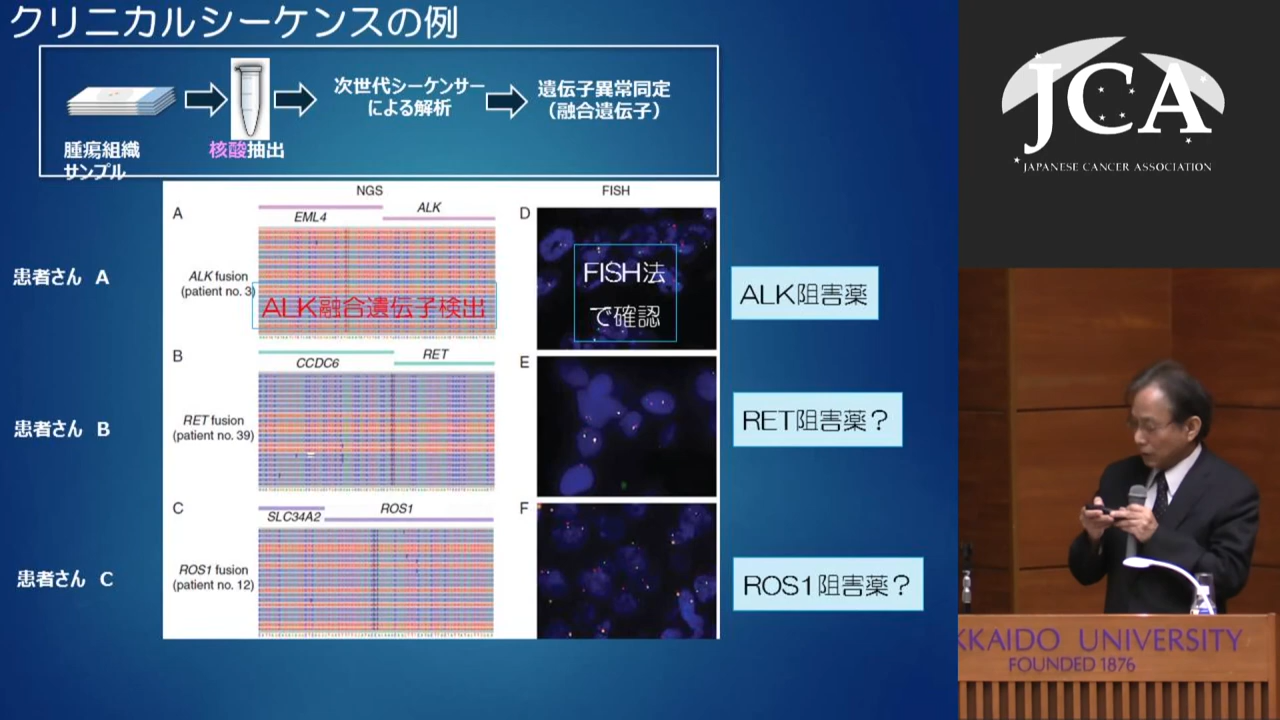 クリニカルシーケンスの例
腫瘍組織
サンプル
核酸抽出
次世代シーケンサー
による解析
遺伝子異常同定
（融合遺伝子）
NGS
FISH
患者さん A
A
EML4
ALK
ALK fusion
(patient no. 3)
ALK融合遺伝子検出
D
FISH法
で確認
ALK阻害薬
患者さん B
B
CCDC6
RET
RET fusion
(patient no. 39)
E
RET阻害薬？
患者さん C
C
SLC34A2
ROS1
ROS1 fusion
(patient no. 12)
F
ROS1阻害薬？
JCA
JAPANESE CANCER ASSOCIATION
KKAIDO UNIVERSITY
FOUNDED 1876